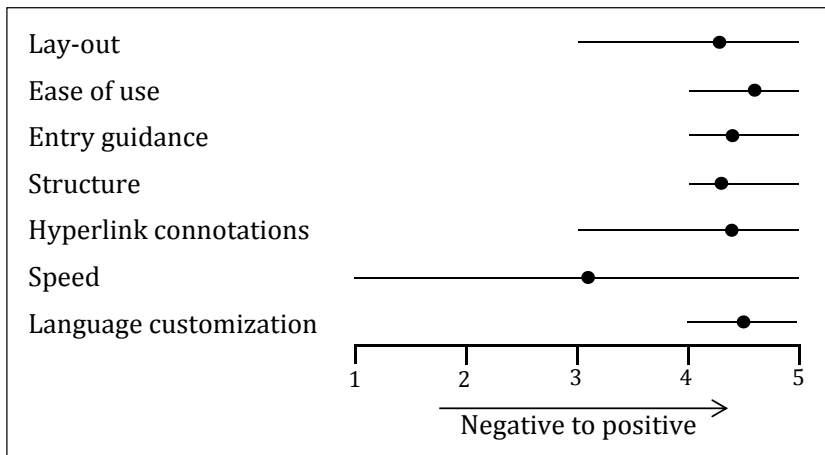 Lay-out
Ease of use
Entry guidance
Structure
Hyperlink connotations
Speed
Language customization
1 2 3 4 5
Negative to positive